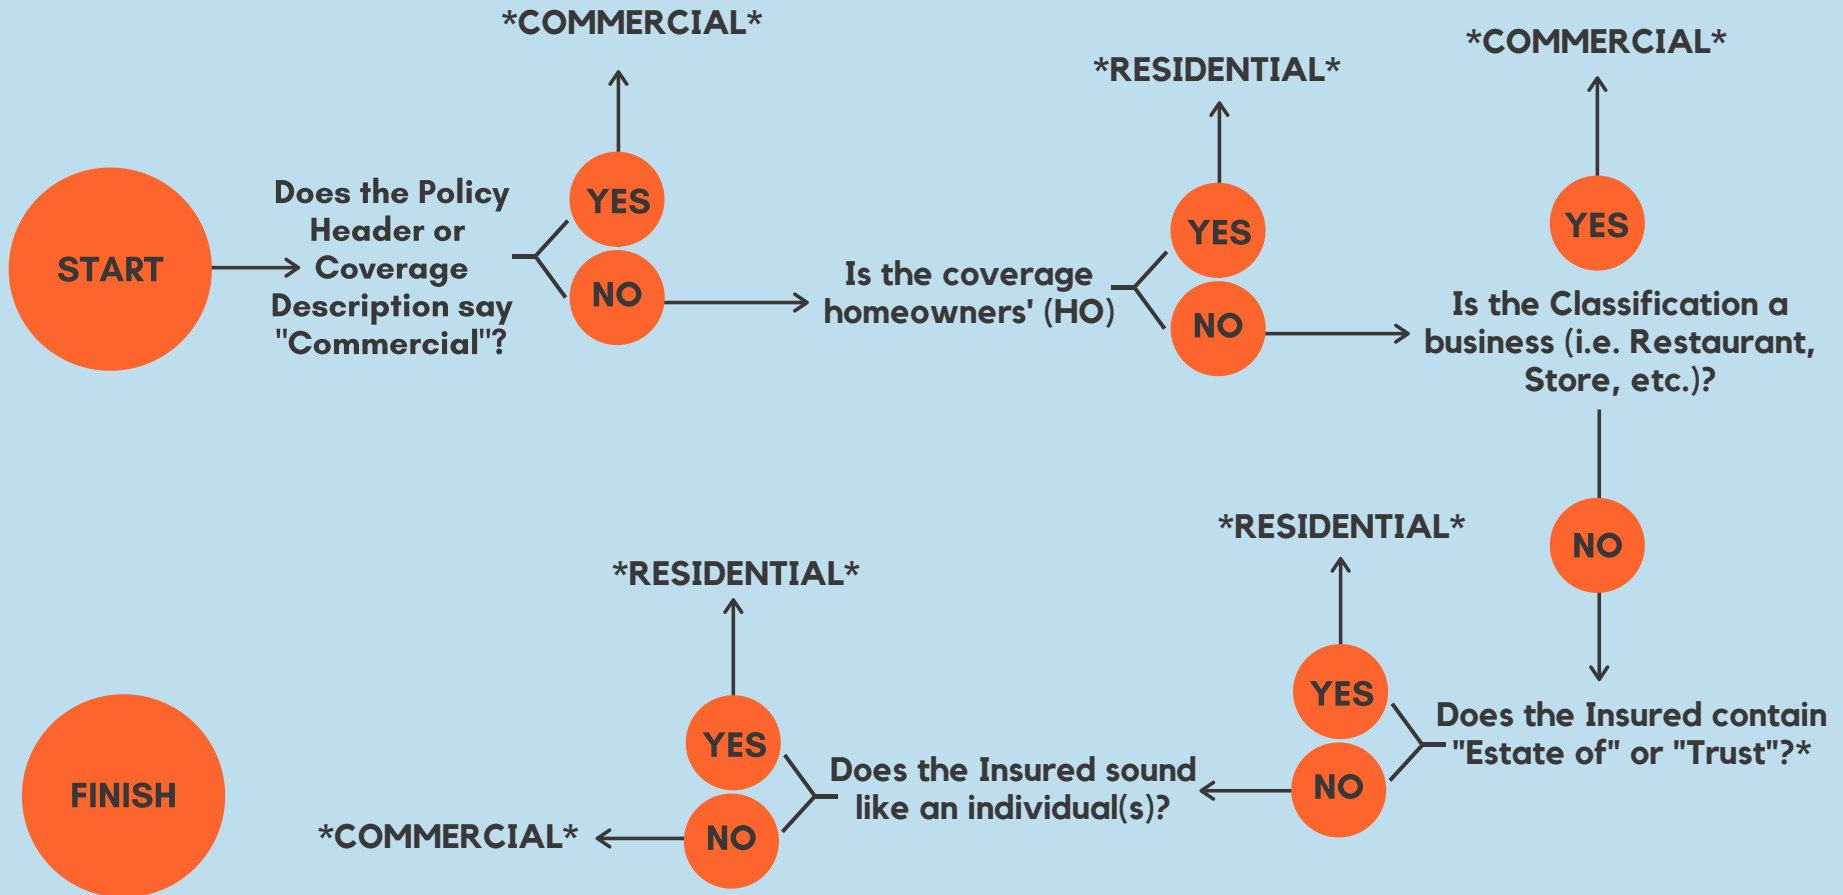 *COMMERCIAL*
START
Does the Policy
Header or
Coverage
Description say
"Commercial"?
YES
NO
*RESIDENTIAL*
Is the coverage
homeowners' (HO)
YES
NO
*COMMERCIAL*
YES
Is the Classification a
business (i.e. Restaurant,
Store, etc.)?
NO
Does the Insured contain
"Estate of" or "Trust"?*
*RESIDENTIAL*
YES
NO
Does the Insured sound
like an individual(s)?
*RESIDENTIAL*
YES
NO
*COMMERCIAL*
FINISH